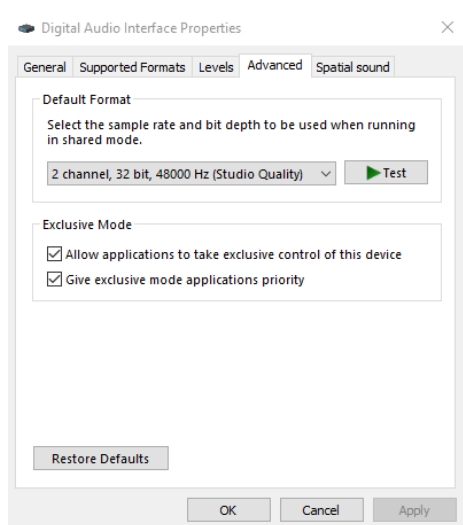 Digital Audio Interface Properties
General Supported Formats Levels Advanced Spatial sound
Default Format
Select the sample rate and bit depth to be used when running
in shared mode.
2 channel, 32 bit, 48000 Hz (Studio Quality) Test
Exclusive Mode
Allow applications to take exclusive control of this device
Give exclusive mode applications priority
Restore Defaults
OK Cancel Apply